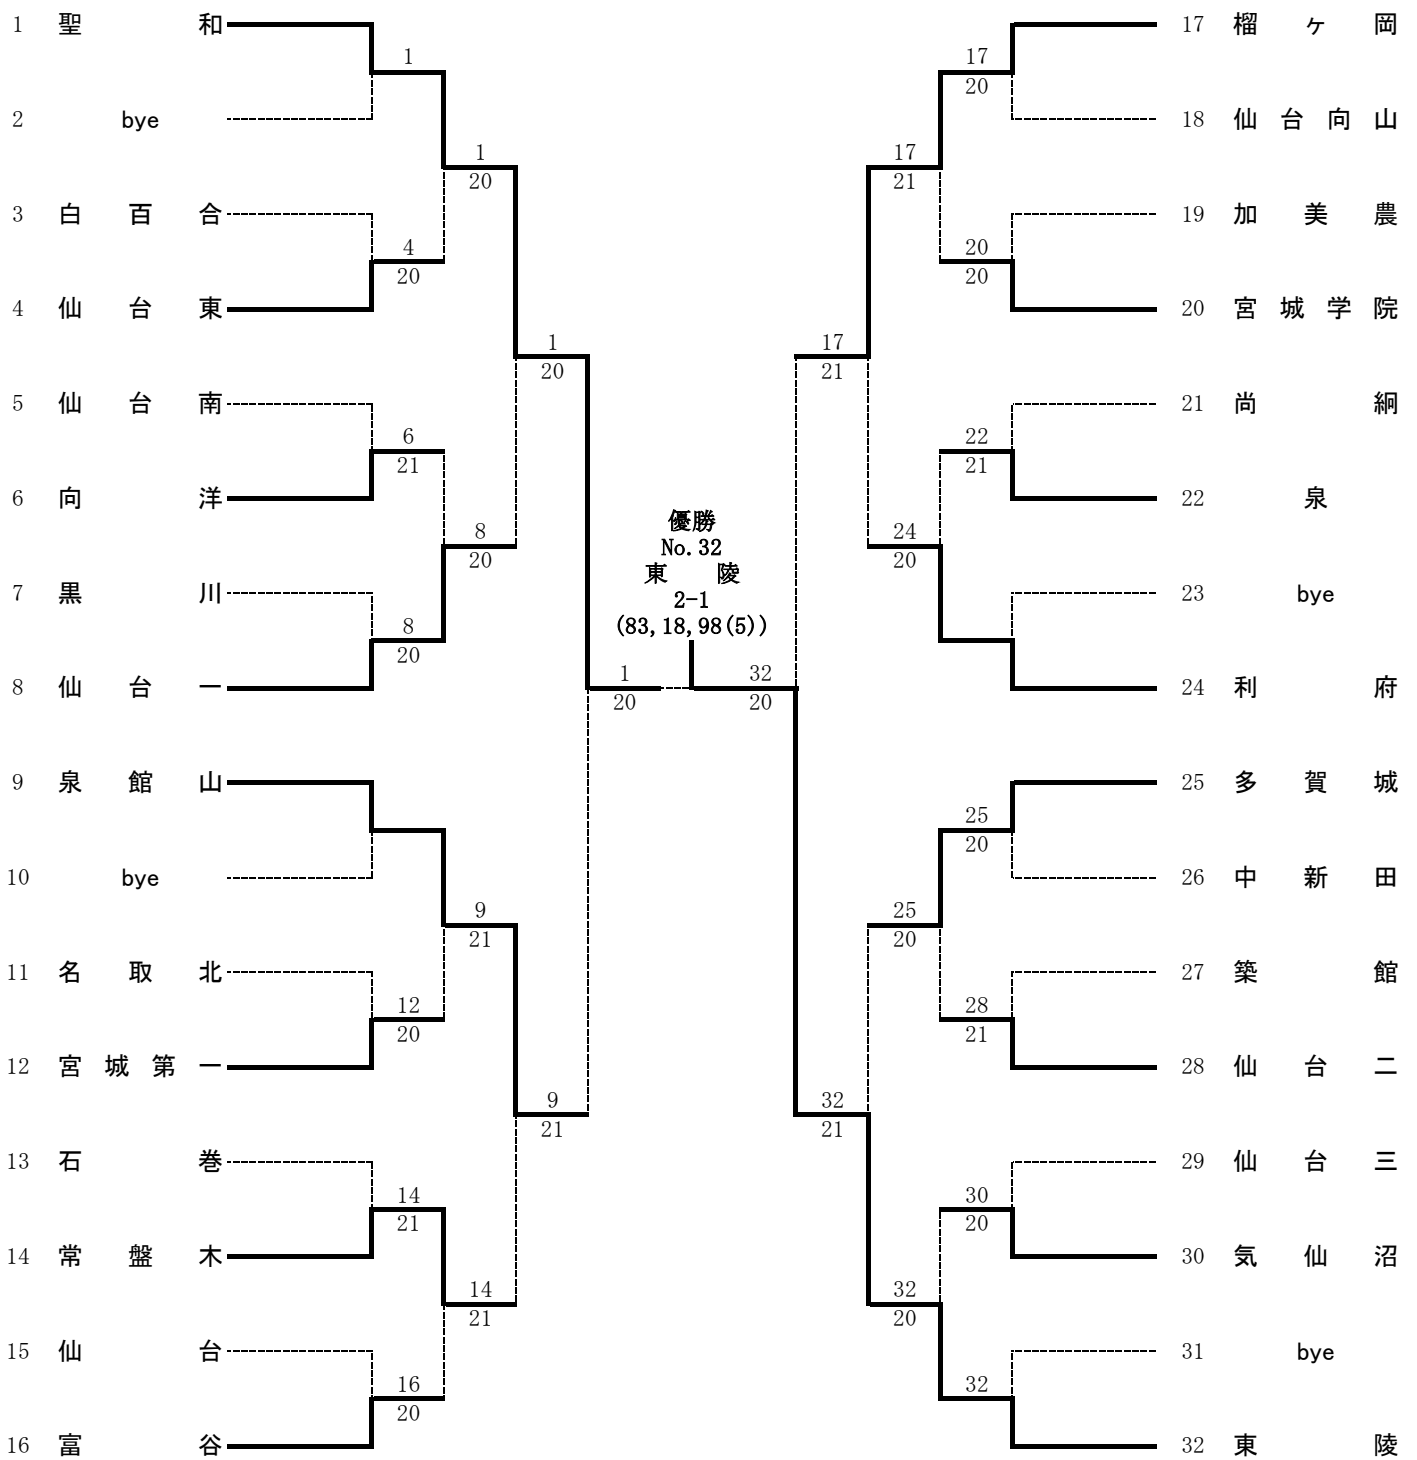 1 聖和
1
2 bye
1
20
3 白百合
4
20
4 仙台東
1
20
5 仙台南
6
21
6 向洋
8
20
7 黒川
8
20
8 仙台一
1
20
9 泉館山
10 bye
9
21
11 名取北
12
20
12 宮城第一
9
21
13 石巻
14
21
14 常盤木
14
21
15 仙台
16
20
16 富谷
優勝
No.32
東陵
2-1
(83,18,98(5))
17 榴ヶ岡
17
20
18 仙台向山
17
21
19 加美農
20
20
20 宮城学院
17
21
21 尚絅
22
21
22 泉
24
20
23 bye
24 利府
32
20
25 多賀城
25
20
26 中新田
25
20
27 築館
28
21
28 仙台二
32
21
29 仙台三
30
20
30 気仙沼
32
20
31 bye
32
32 東陵